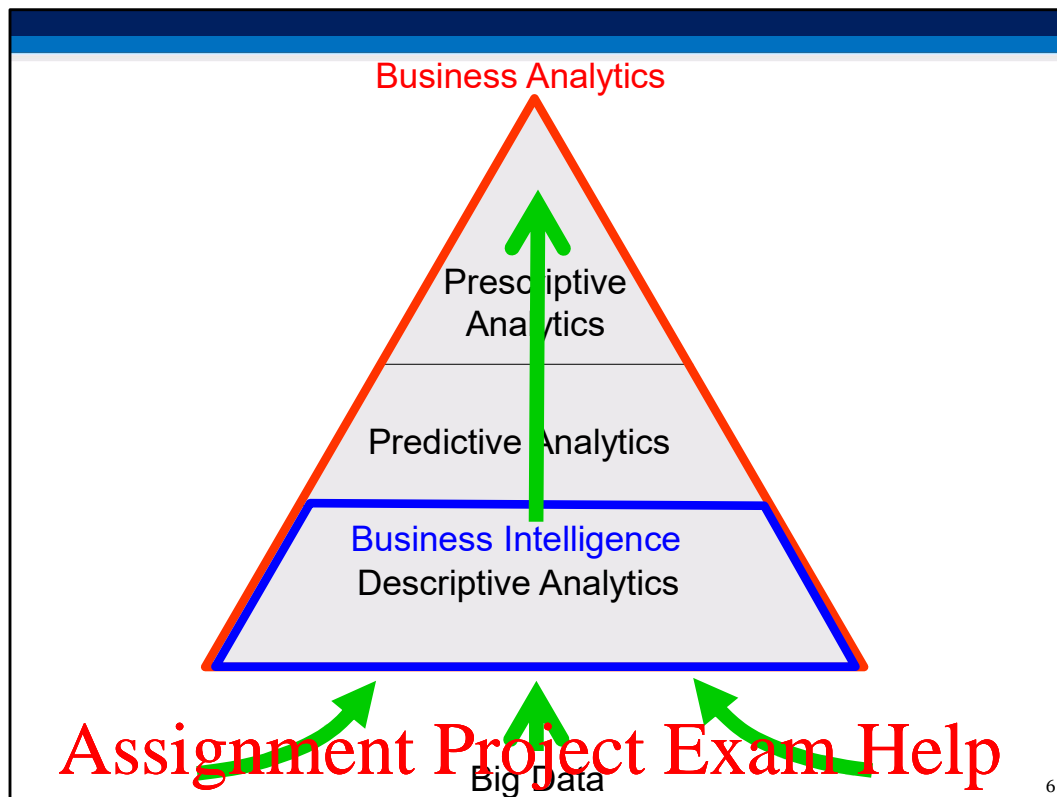 Business Analytics
Prescriptive
Analytics
Predictive Analytics
Business Intelligence
Descriptive Analytics
Assignment Project Exam Help
Big Data
6